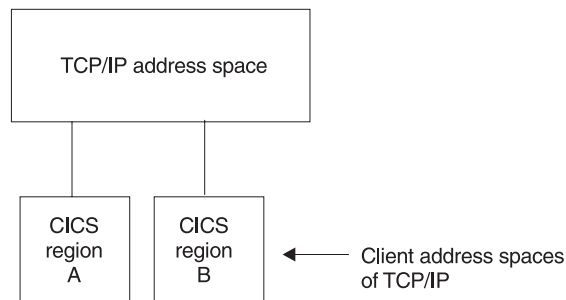 TCP/IP address space
CICS
region
A
CICS
region
B
Client address spaces
of TCP/IP